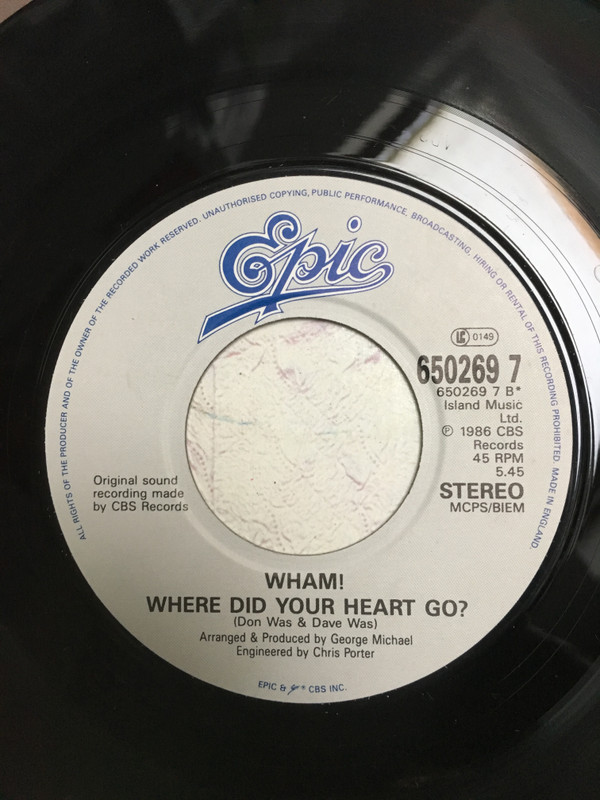 ALL RIGHTS OF THE PRODUCER AND OF THE OWNER OF THE RECORDED WORK RESERVED. UNAUTHORISED COPYING, PUBLIC PERFORMANCE, BROADCASTING, HIRING OR RENTAL OF THIS RECORDING PROHIBITED. MADE IN ENGLAND.
Epic
LC 0149
650269 7
650269 7 B*
Island Music
Ltd.
℗ 1986 CBS
Records
45 RPM
5.45
STEREO
MCPS/BIEM
Original sound
recording made
by CBS Records
WHAM!
WHERE DID YOUR HEART GO?
(Don Was & Dave Was)
Arranged & Produced by George Michael
Engineered by Chris Porter
EPIC & * CBS INC.